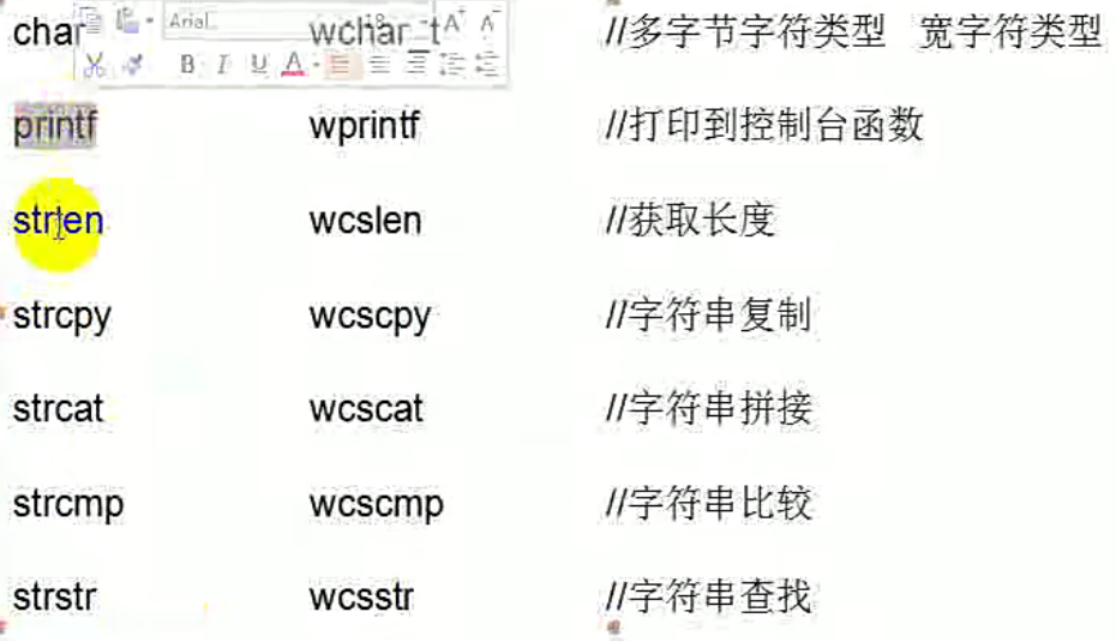 char wchar_t //多字节字符类型 宽字符类型
Arial
B I U A A A
printf wprintf //打印到控制台函数
strlen wcslen //获取长度
strcpy wcscpy //字符串复制
strcat wcscat //字符串拼接
strcmp wcscmp //字符串比较
strstr wcsstr //字符串查找